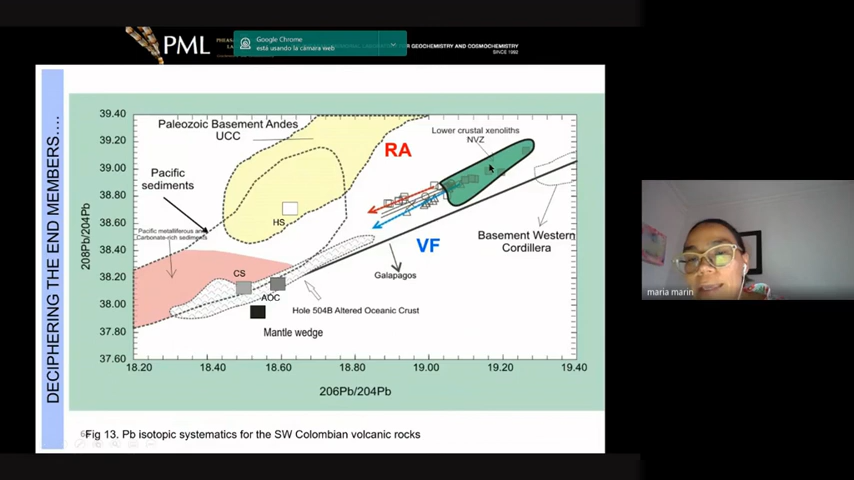 PML
Google Chrome
está usando la cámara web
GEOCHEMISTRY AND COSMOCHEMISTRY
SINCE 1982
DECIPHERING THE END MEMBERS....
208Pb/204Pb
39.40
39.20
39.00
38.80
38.60
38.40
38.20
38.00
37.80
37.60
Paleozoic Basement Andes
UCC
Lower crustal xenoliths
NVZ
RA
Pacific
sediments
HS
Pacific metalliferous and
Carbonate-rich sediments
VF
Basement Western
Cordillera
Galapagos
CS
AOC
Hole 504B Altered Oceanic Crust
Mantle wedge
18.20 18.40 18.60 18.80 19.00 19.20 19.40
206Pb/204Pb
Fig 13. Pb isotopic systematics for the SW Colombian volcanic rocks
maria marin